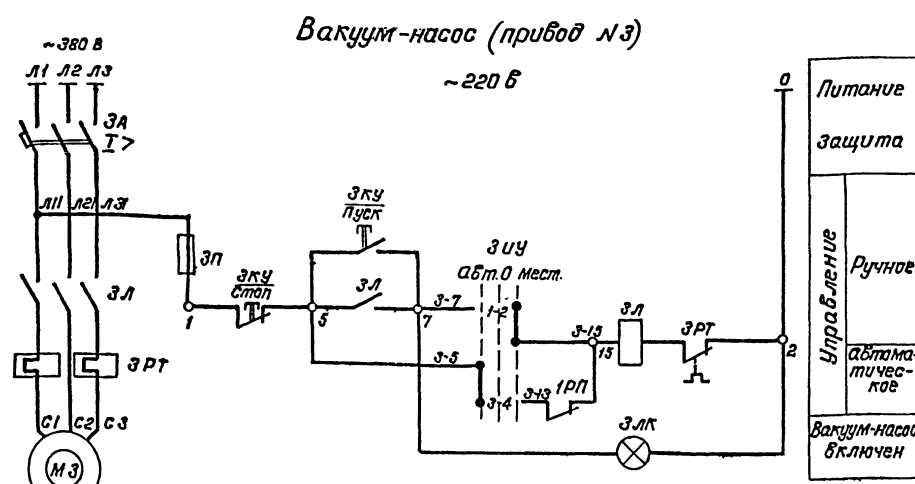 Вакуум-насос (привод №3)
~380 В
~220 В
Л1 Л2 Л3
0
3А
I>
Л11 Л21 Л31
3П
3Л
3РТ
С1 С2 С3
М3
1
3КУ
Стоп
5
3КУ
Пуск
3Л
7
3-7
3-5
3ИУ
Авт. 0 Мест.
1-2
3-4
3-13
1РП
3-15
15
3Л
3РТ
2
3ЛК
Питание
Защита
Управление
Ручное
Автома-
тичес-
кое
Вакуум-насос
включен